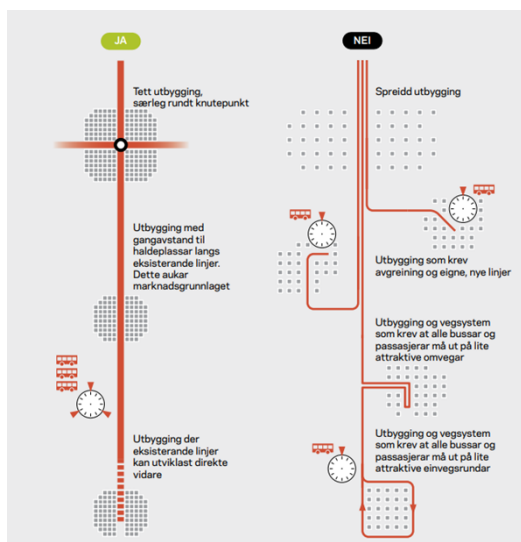 JA
Tett utbygging,
særleg rundt knutepunkt
Utbygging med
gangavstand til
haldeplassar langs
eksisterande linjer.
Dette aukar
marknadsgrunnlaget
Utbygging der
eksisterande linjer
kan utviklast direkte
vidare
NEI
Spreidd utbygging
Utbygging som krev
avgreining og eigne, nye linjer
Utbygging og vegsystem
som krev at alle bussar og
passasjerar må ut på lite
attraktive omvegar
Utbygging og vegsystem
som krev at alle bussar og
passasjerar må ut på lite
attraktive einvegsrundar